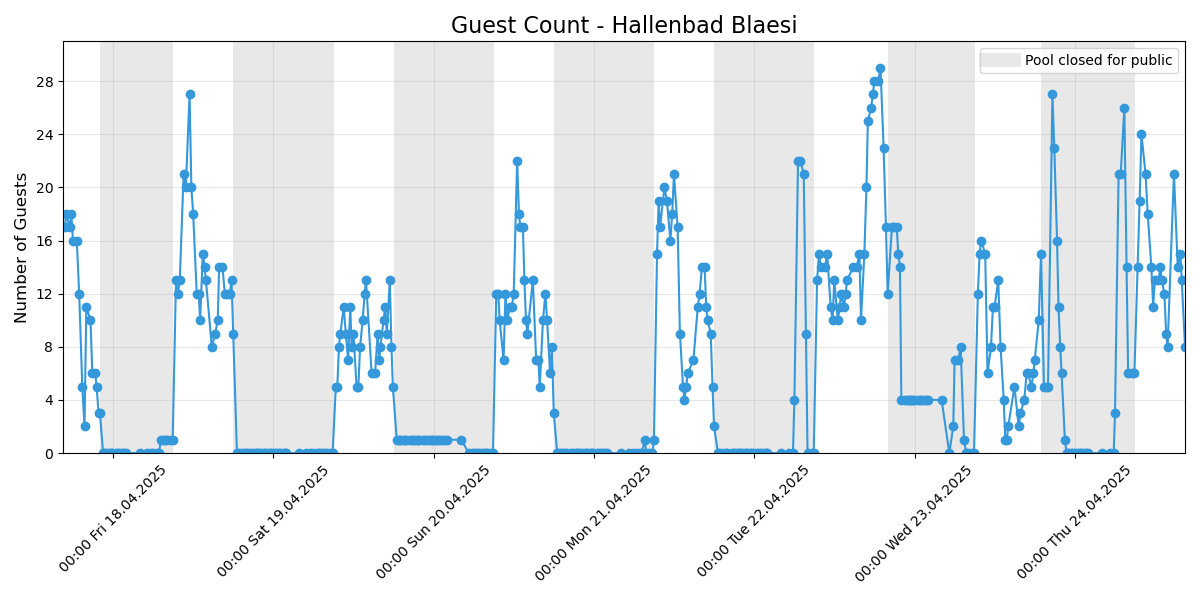 Guest Count - Hallenbad Blaesi
Pool closed for public
Number of Guests
28
24
20
16
12
8
4
0
00:00 Fri 18.04.2025
00:00 Sat 19.04.2025
00:00 Sun 20.04.2025
00:00 Mon 21.04.2025
00:00 Tue 22.04.2025
00:00 Wed 23.04.2025
00:00 Thu 24.04.2025